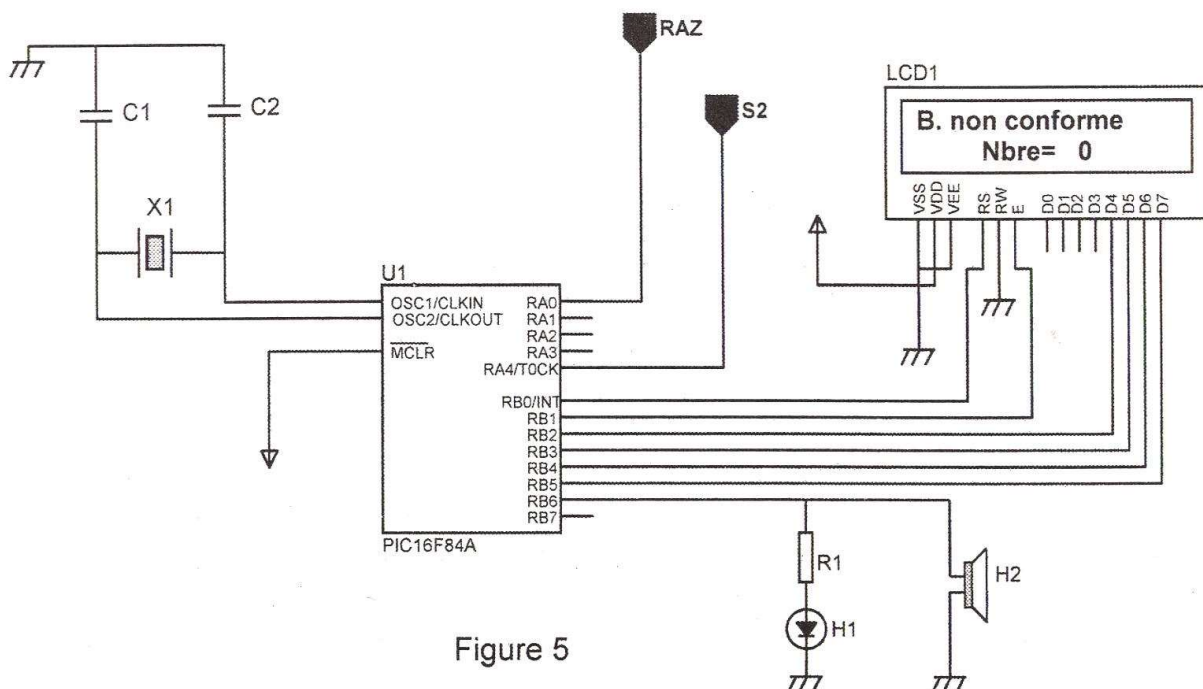 RAZ
S2
LCD1
B. non conforme
Nbre= 0
VSS
VDD
VEE
RS
RW
E
D0
D1
D2
D3
D4
D5
D6
D7
C1
C2
X1
U1
OSC1/CLKIN
OSC2/CLKOUT
MCLR
RA0
RA1
RA2
RA3
RA4/T0CK
RB0/INT
RB1
RB2
RB3
RB4
RB5
RB6
RB7
PIC16F84A
R1
H1
H2
Figure 5